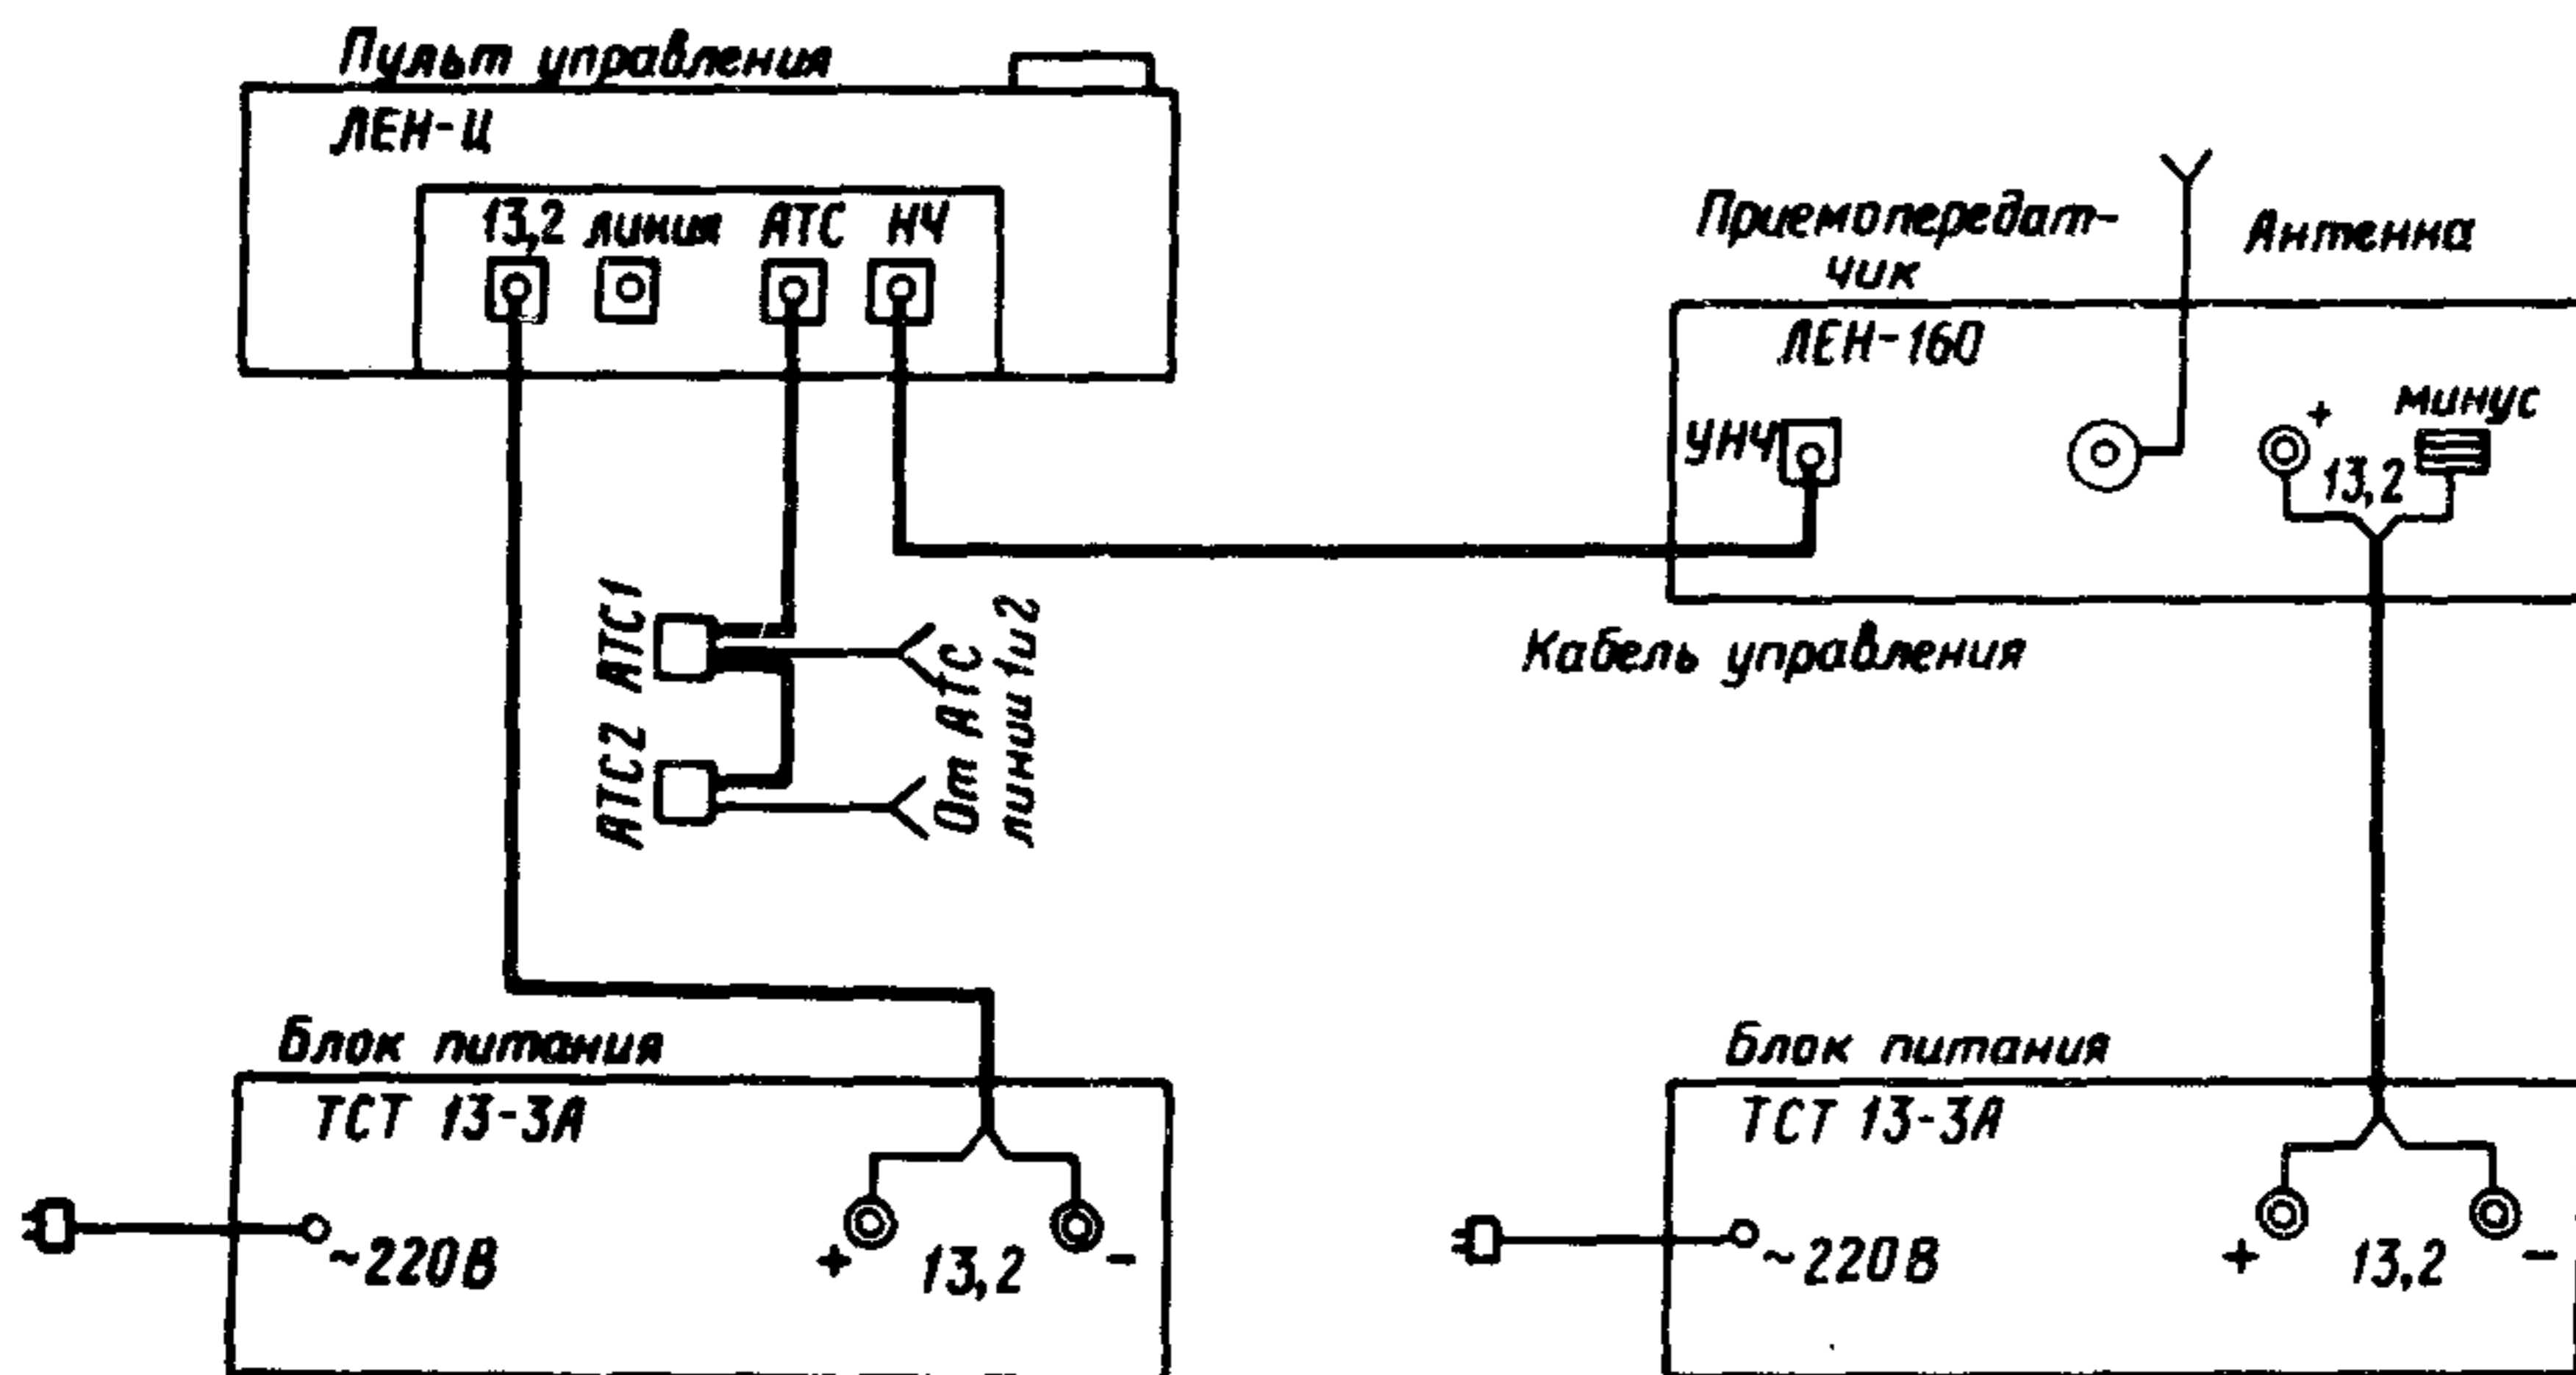 Пульт управления
ЛЕН-Ц
13,2 линия АТС НЧ
Приемопередат-
чик
Антенна
ЛЕН-160
УНЧ
+
13,2
минус
АТС1
АТС2
От АТС
линии 1и2
Кабель управления
Блок питания
ТСТ 13-3А
~220В
+ 13,2 -
Блок питания
ТСТ 13-3А
~220В
+ 13,2 -